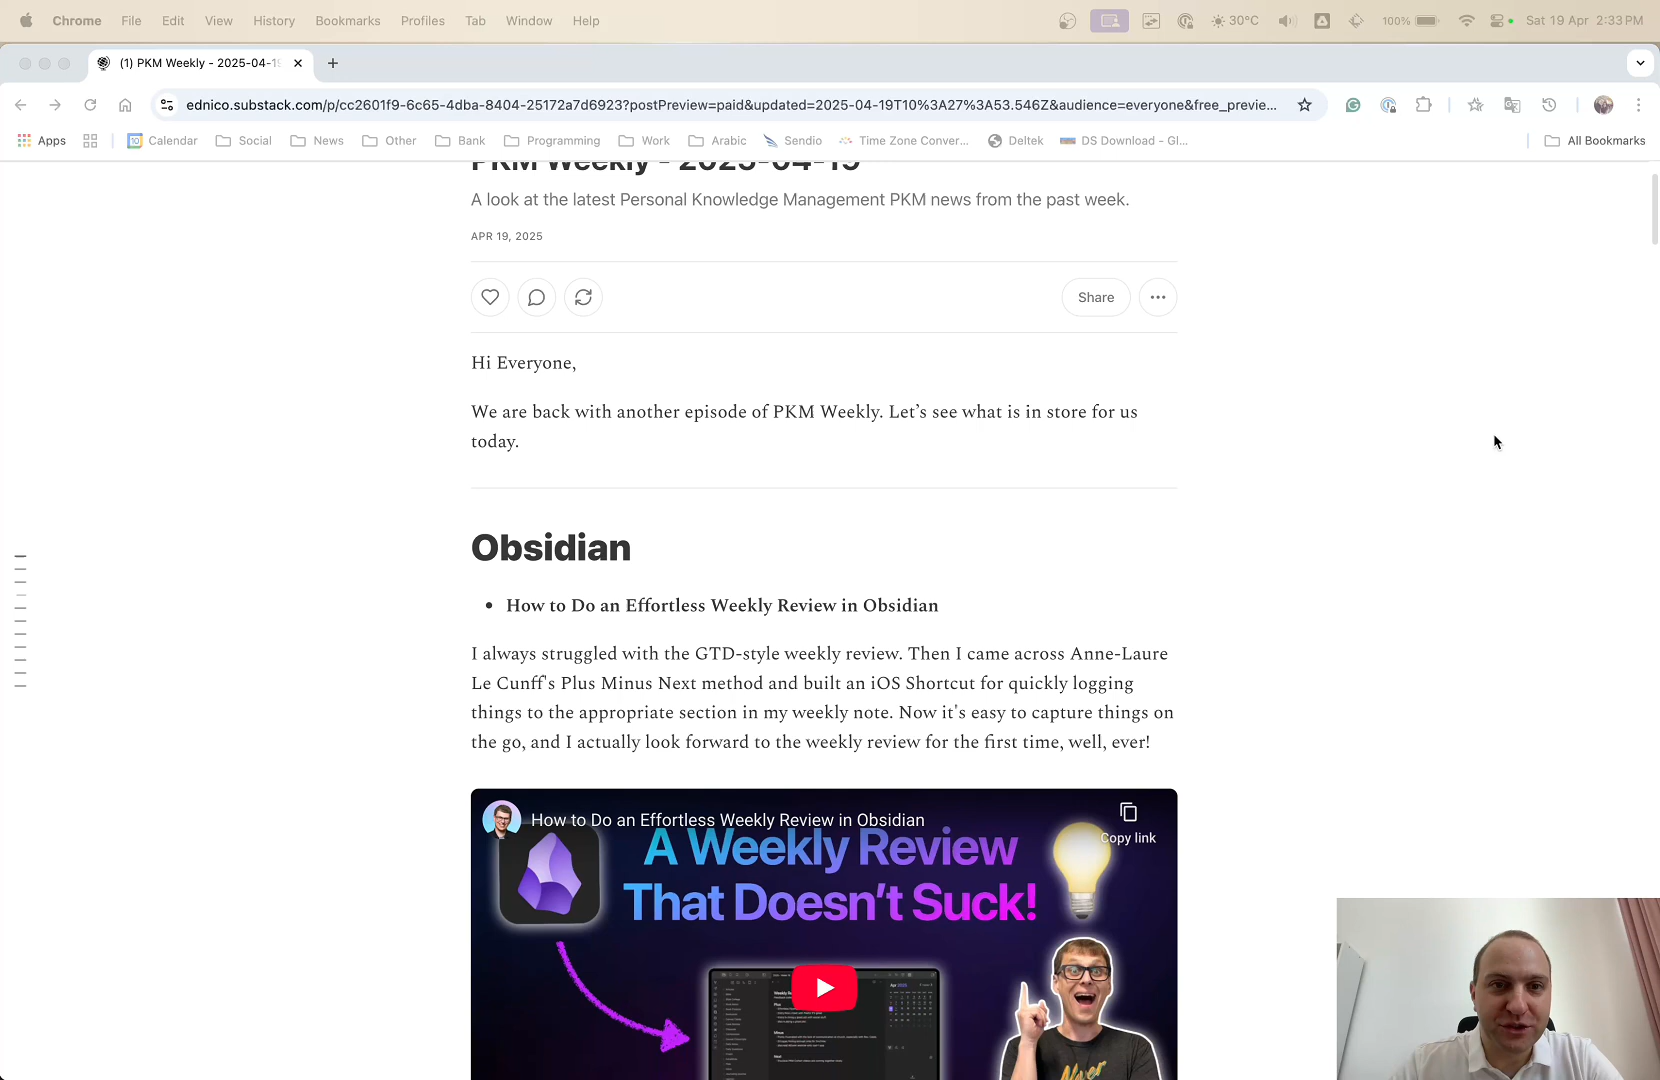 Chrome File Edit View History Bookmarks Profiles Tab Window Help 30°C 100% Sat 19 Apr 2:33 PM
(1) PKM Weekly - 2025-04-19
ednico.substack.com/p/cc2601f9-6c65-4dba-8404-25172a7d6923?postPreview=paid&updated=2025-04-19T10%3A27%3A53.546Z&audience=everyone&free_previe...
Apps Calendar Social News Other Bank Programming Work Arabic Sendio Time Zone Conver... Deltek DS Download - Gl... All Bookmarks
PKM Weekly - 2025-04-19
A look at the latest Personal Knowledge Management PKM news from the past week.
APR 19, 2025
Share
Hi Everyone,
We are back with another episode of PKM Weekly. Let’s see what is in store for us
today.
Obsidian
• How to Do an Effortless Weekly Review in Obsidian
I always struggled with the GTD-style weekly review. Then I came across Anne-Laure
Le Cunff's Plus Minus Next method and built an iOS Shortcut for quickly logging
things to the appropriate section in my weekly note. Now it's easy to capture things on
the go, and I actually look forward to the weekly review for the first time, well, ever!
How to Do an Effortless Weekly Review in Obsidian
Copy link
A Weekly Review
That Doesn't Suck!